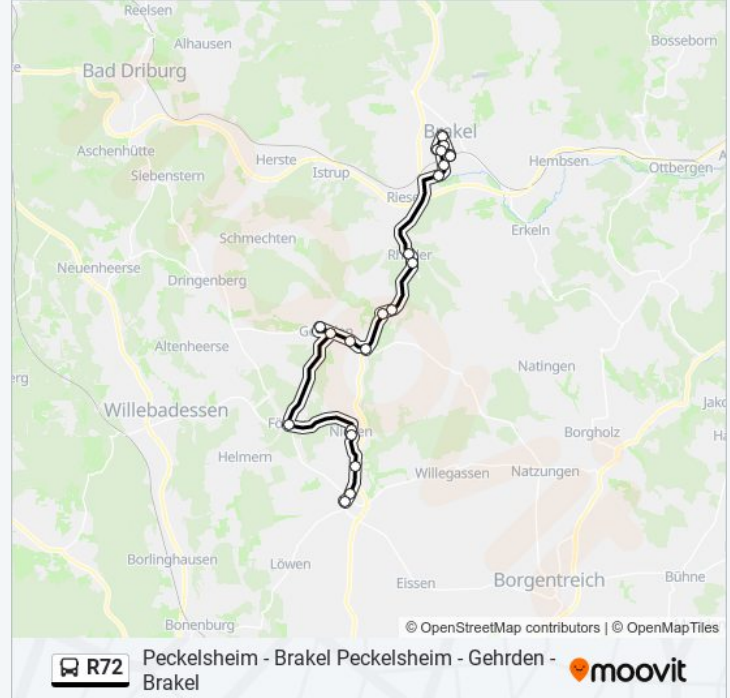 Reelsen
Alhausen
Bosseborn
Bad Driburg
Brakel
Aschenhütte
Herste
Hembsen
Siebenstern
Istrup
Ottbergen
Riesel
Erkeln
Schmechten
Neuenheerse
Dringenberg
Altenheerse
Natingen
Willebadessen
Borgholz
Helmern
Willegassen
Natzungen
Borlinghausen
Löwen
Eissen
Borgentreich
Bühne
Bonenburg
© OpenStreetMap contributors | © OpenMapTiles
R72
Peckelsheim - Brakel Peckelsheim - Gehrden -
Brakel
moovit